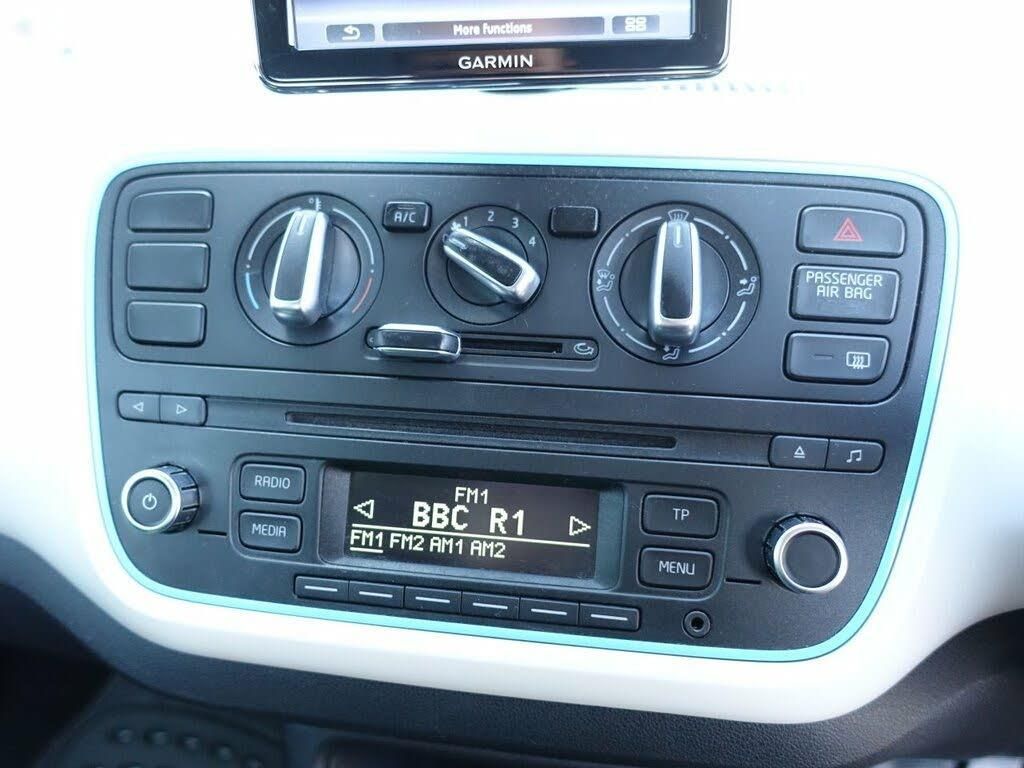 More functions
GARMIN
A/C
1 2 3 4
PASSENGER
AIR BAG
RADIO
MEDIA
FM1
BBC R1
FM1 FM2 AM1 AM2
TP
MENU